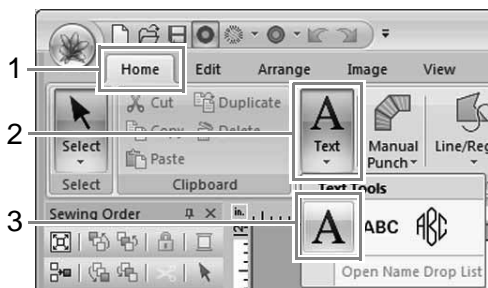 1
Home Edit Arrange Image View
2
Cut Duplicate
Copy Delete
Paste
Select
Text
Manual Punch
Line/Reg
Select
Clipboard
Text Tools
3
Sewing Order
in.
A ABC ABC
Open Name Drop List